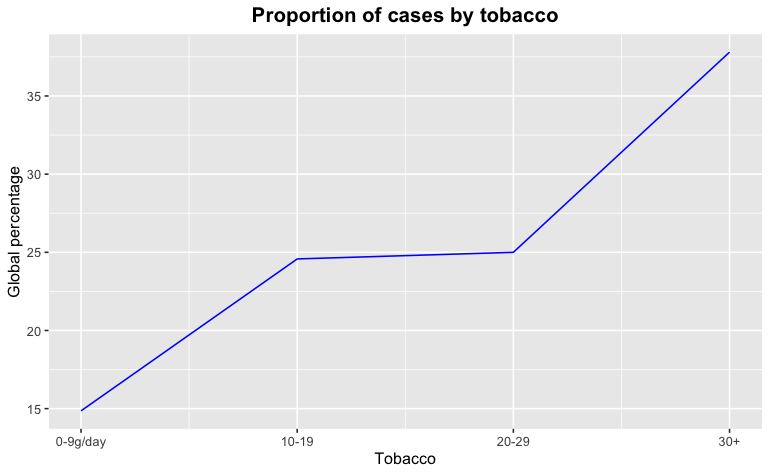 Proportion of cases by tobacco
Global percentage
35
30
25
20
15
0-9g/day 10-19 20-29 30+
Tobacco